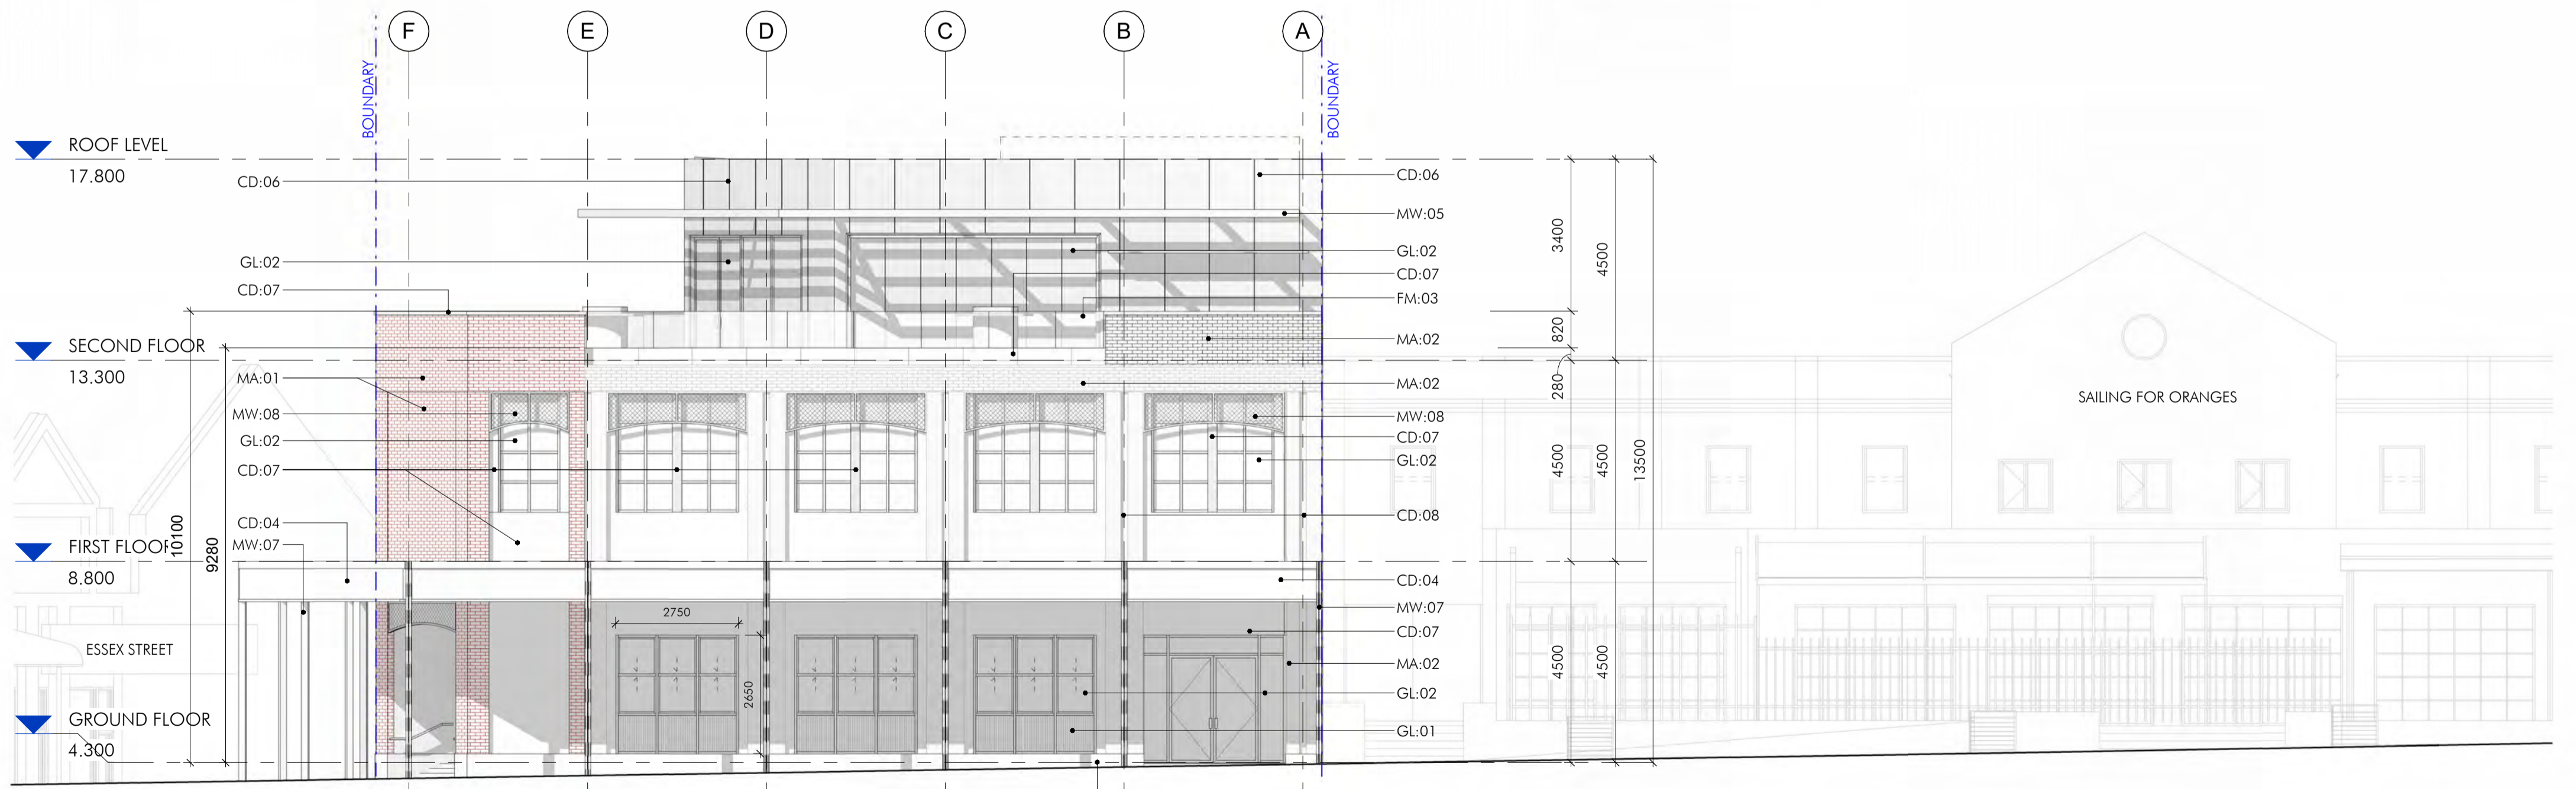 F E D C B A
BOUNDARY
BOUNDARY
ROOF LEVEL
17.800
CD:06
GL:02
CD:07
SECOND FLOOR
13.300
MA:01
MW:08
GL:02
CD:07
CD:04
FIRST FLOOR
MW:07
8.800
10100
9280
ESSEX STREET
GROUND FLOOR
4.300
2750
2650
CD:06
MW:05
GL:02
CD:07
FM:03
MA:02
MA:02
MW:08
CD:07
GL:02
CD:08
CD:04
MW:07
CD:07
MA:02
GL:02
GL:01
3400
820
280
4500
4500
4500
4500
4500
13500
SAILING FOR ORANGES